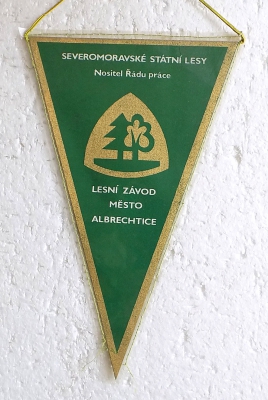 SEVEROMORAVSKÉ STÁTNÍ LESY
Nositel Řádu práce
LESNÍ ZÁVOD
MĚSTO
ALBRECHTICE